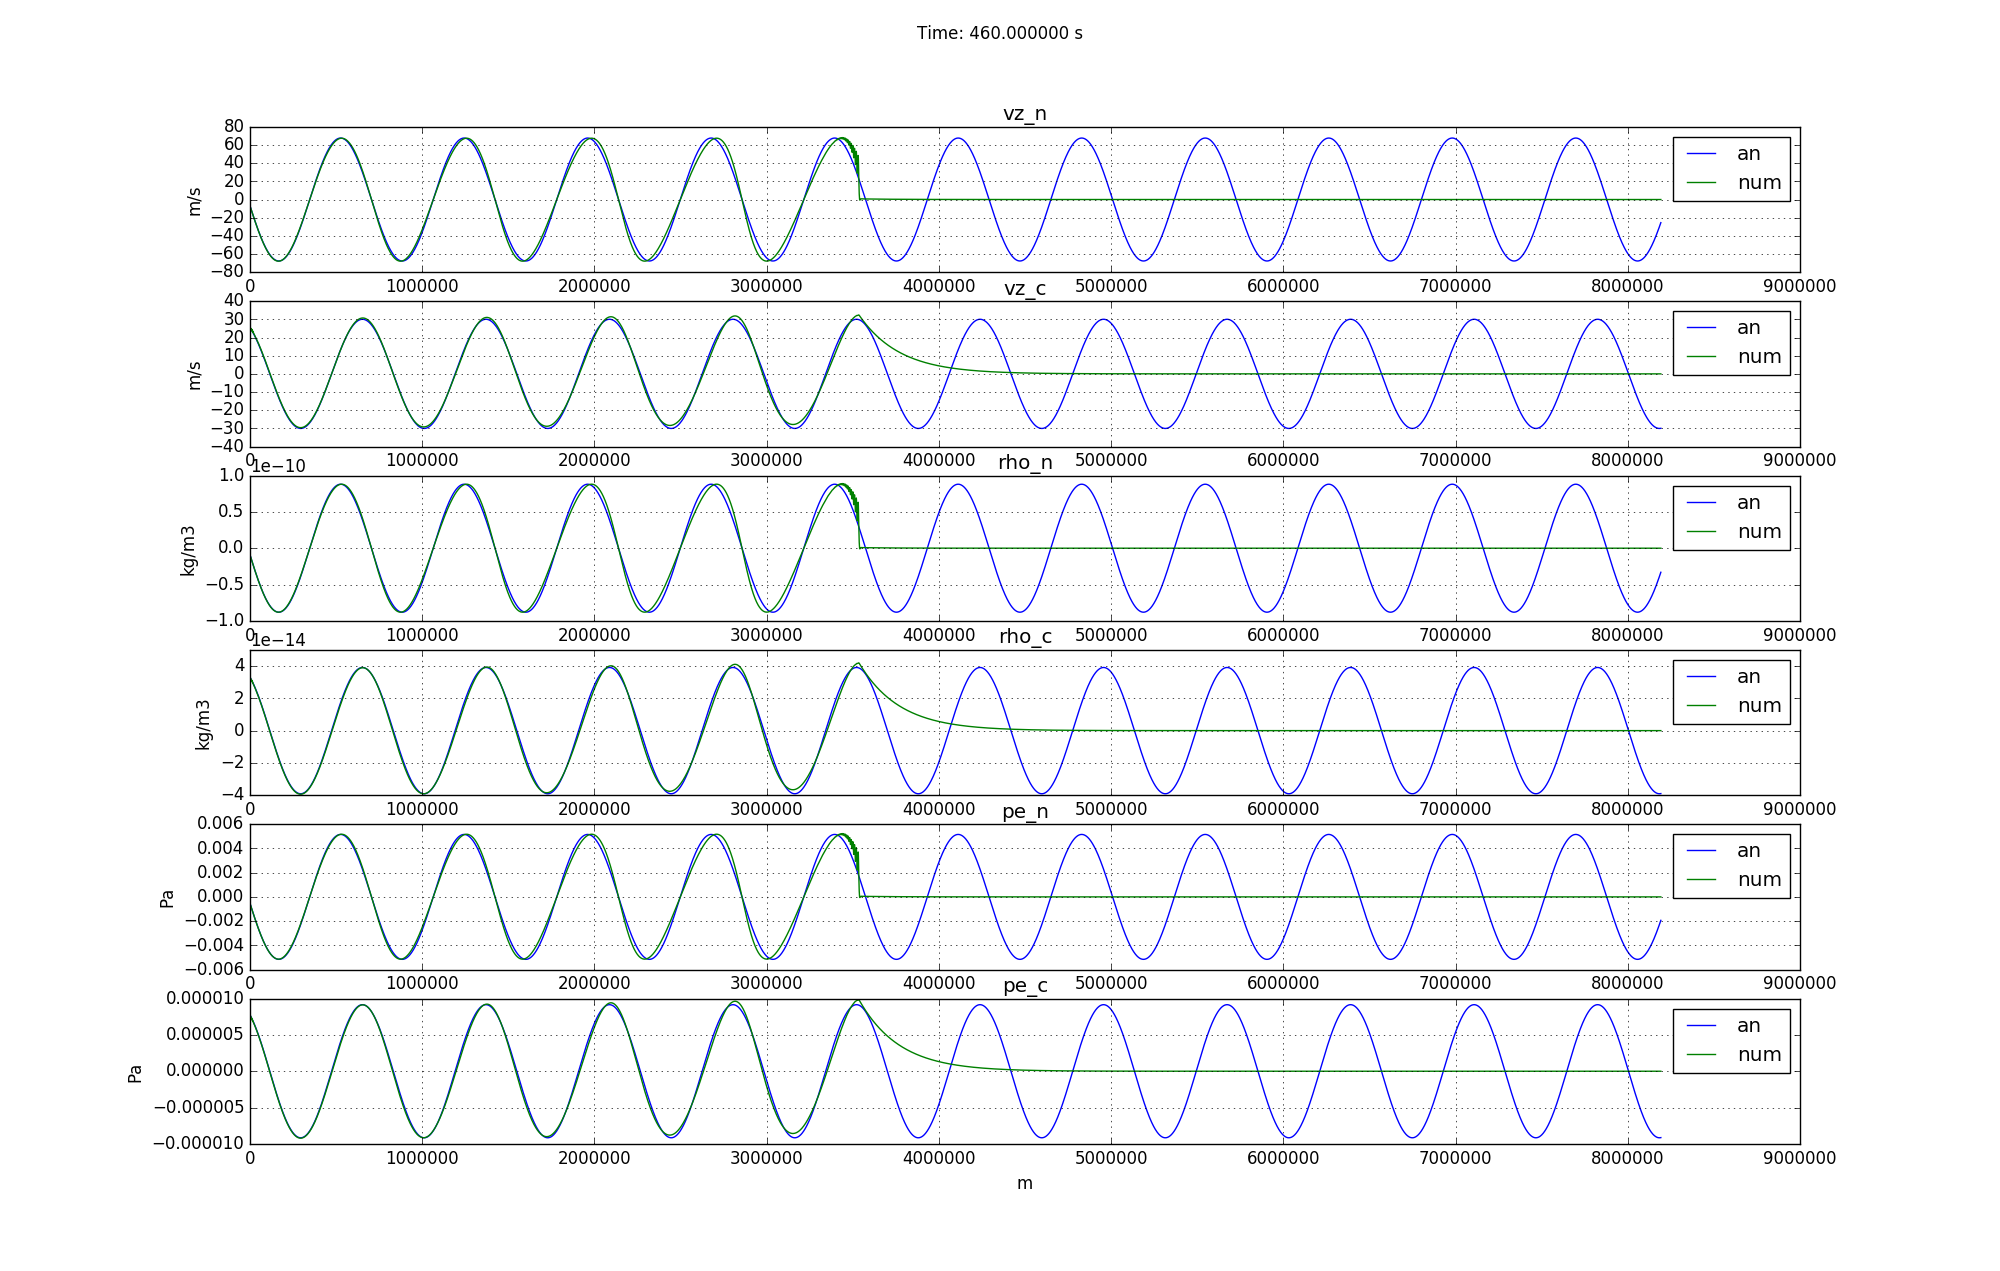 Time: 460.000000 s
vz_n
80
60
40
20
0
−20
−40
−60
−80
m/s
an
num
0 1000000 2000000 3000000 4000000 5000000 6000000 7000000 8000000 9000000
vz_c
40
30
20
10
0
−10
−20
−30
−40
m/s
an
num
0 1000000 2000000 3000000 4000000 5000000 6000000 7000000 8000000 9000000
1e−10
rho_n
1.0
0.5
0.0
−0.5
−1.0
kg/m3
an
num
0 1000000 2000000 3000000 4000000 5000000 6000000 7000000 8000000 9000000
1e−14
rho_c
4
2
0
−2
−4
kg/m3
an
num
0 1000000 2000000 3000000 4000000 5000000 6000000 7000000 8000000 9000000
pe_n
0.006
0.004
0.002
0.000
−0.002
−0.004
−0.006
Pa
an
num
0 1000000 2000000 3000000 4000000 5000000 6000000 7000000 8000000 9000000
pe_c
0.000010
0.000005
0.000000
−0.000005
−0.000010
Pa
an
num
0 1000000 2000000 3000000 4000000 5000000 6000000 7000000 8000000 9000000
m